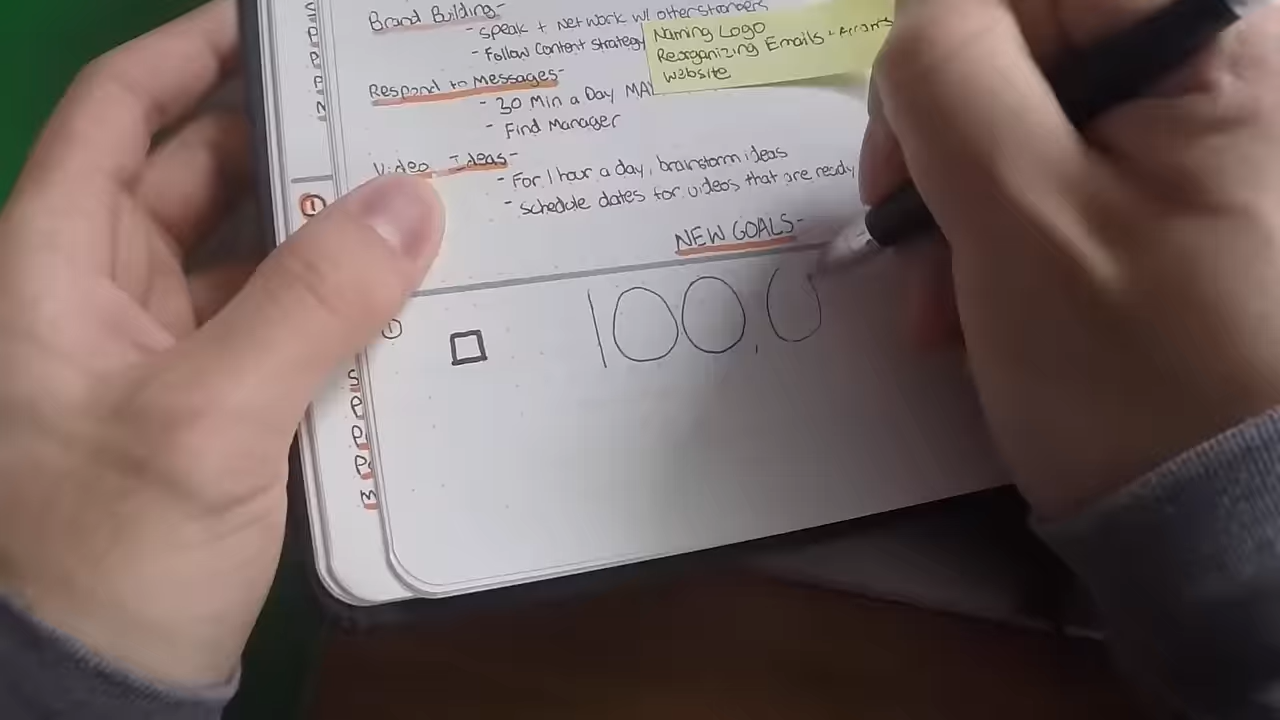 Brand Building-
- speak + Network w/ other
- Follow Content strategy
Naming Logo
Reorganizing Emails +
website
Respond to Messages-
- 30 Min a Day
- Find Manager
Video Ideas-
- For 1 hour a day, brainstorm ideas
- schedule dates for videos that are ready
NEW GOALS-
100,0
1
1
S
P
P
P
M